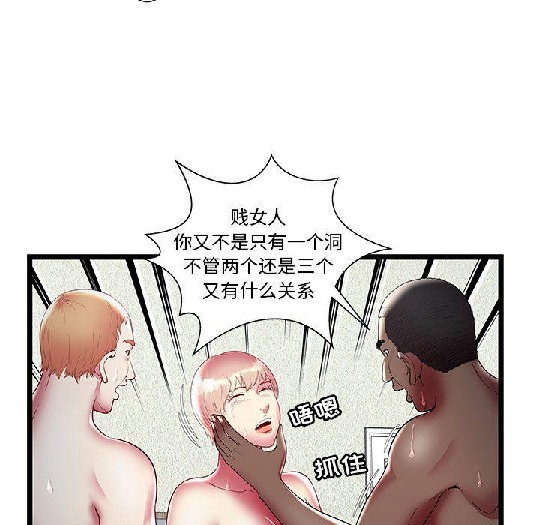 贱女人
你又不是只有一个洞
不管两个还是三个
又有什么关系
唔嗯
抓住